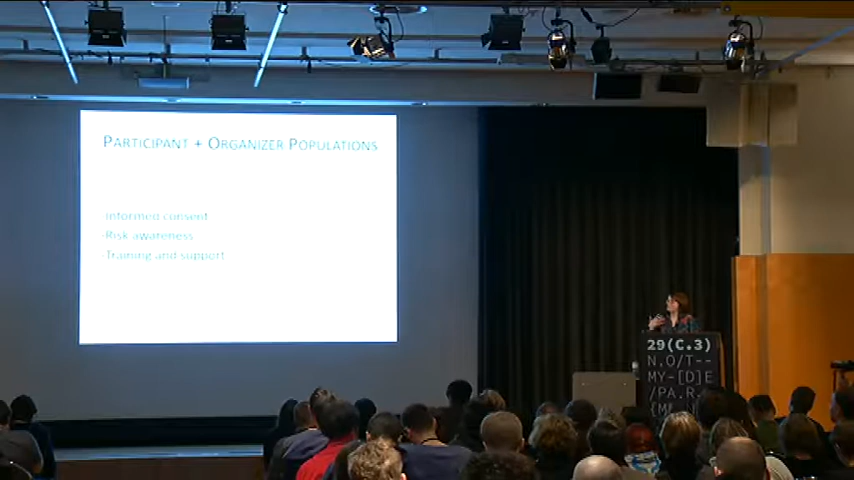 PARTICIPANT + ORGANIZER POPULATIONS
Informed consent
-Risk awareness
-Training and support
29(C.3)
N.O/T--
MY-[D]E
/PA.R.